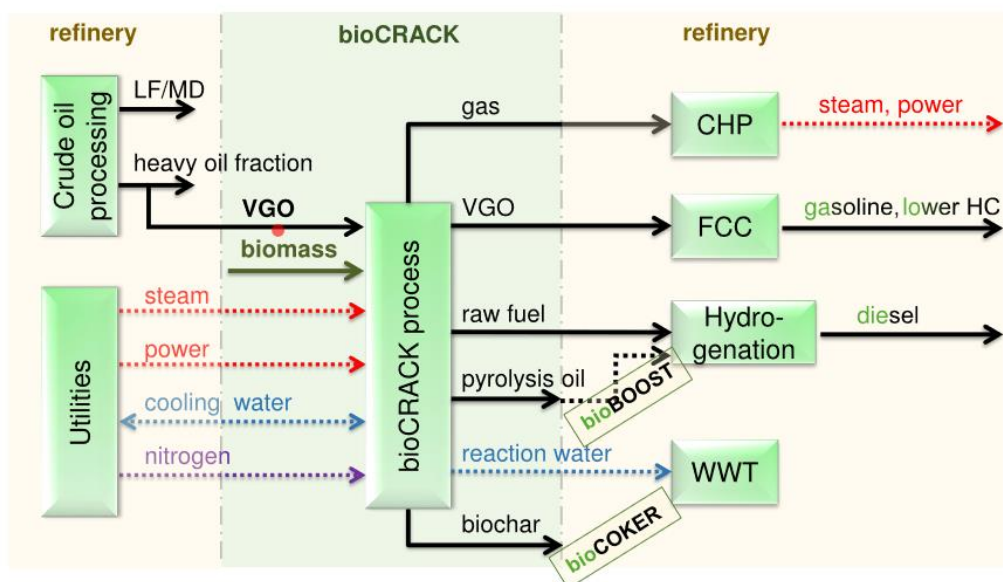 refinery
bioCRACK
refinery
Crude oil
processing
LF/MD
heavy oil fraction
VGO
biomass
Utilities
steam
power
cooling water
nitrogen
bioCRACK process
gas
VGO
raw fuel
pyrolysis oil
reaction water
biochar
CHP
steam, power
FCC
gasoline, lower HC
Hydro-
genation
diesel
bioBOOST
WWT
bioCOKER